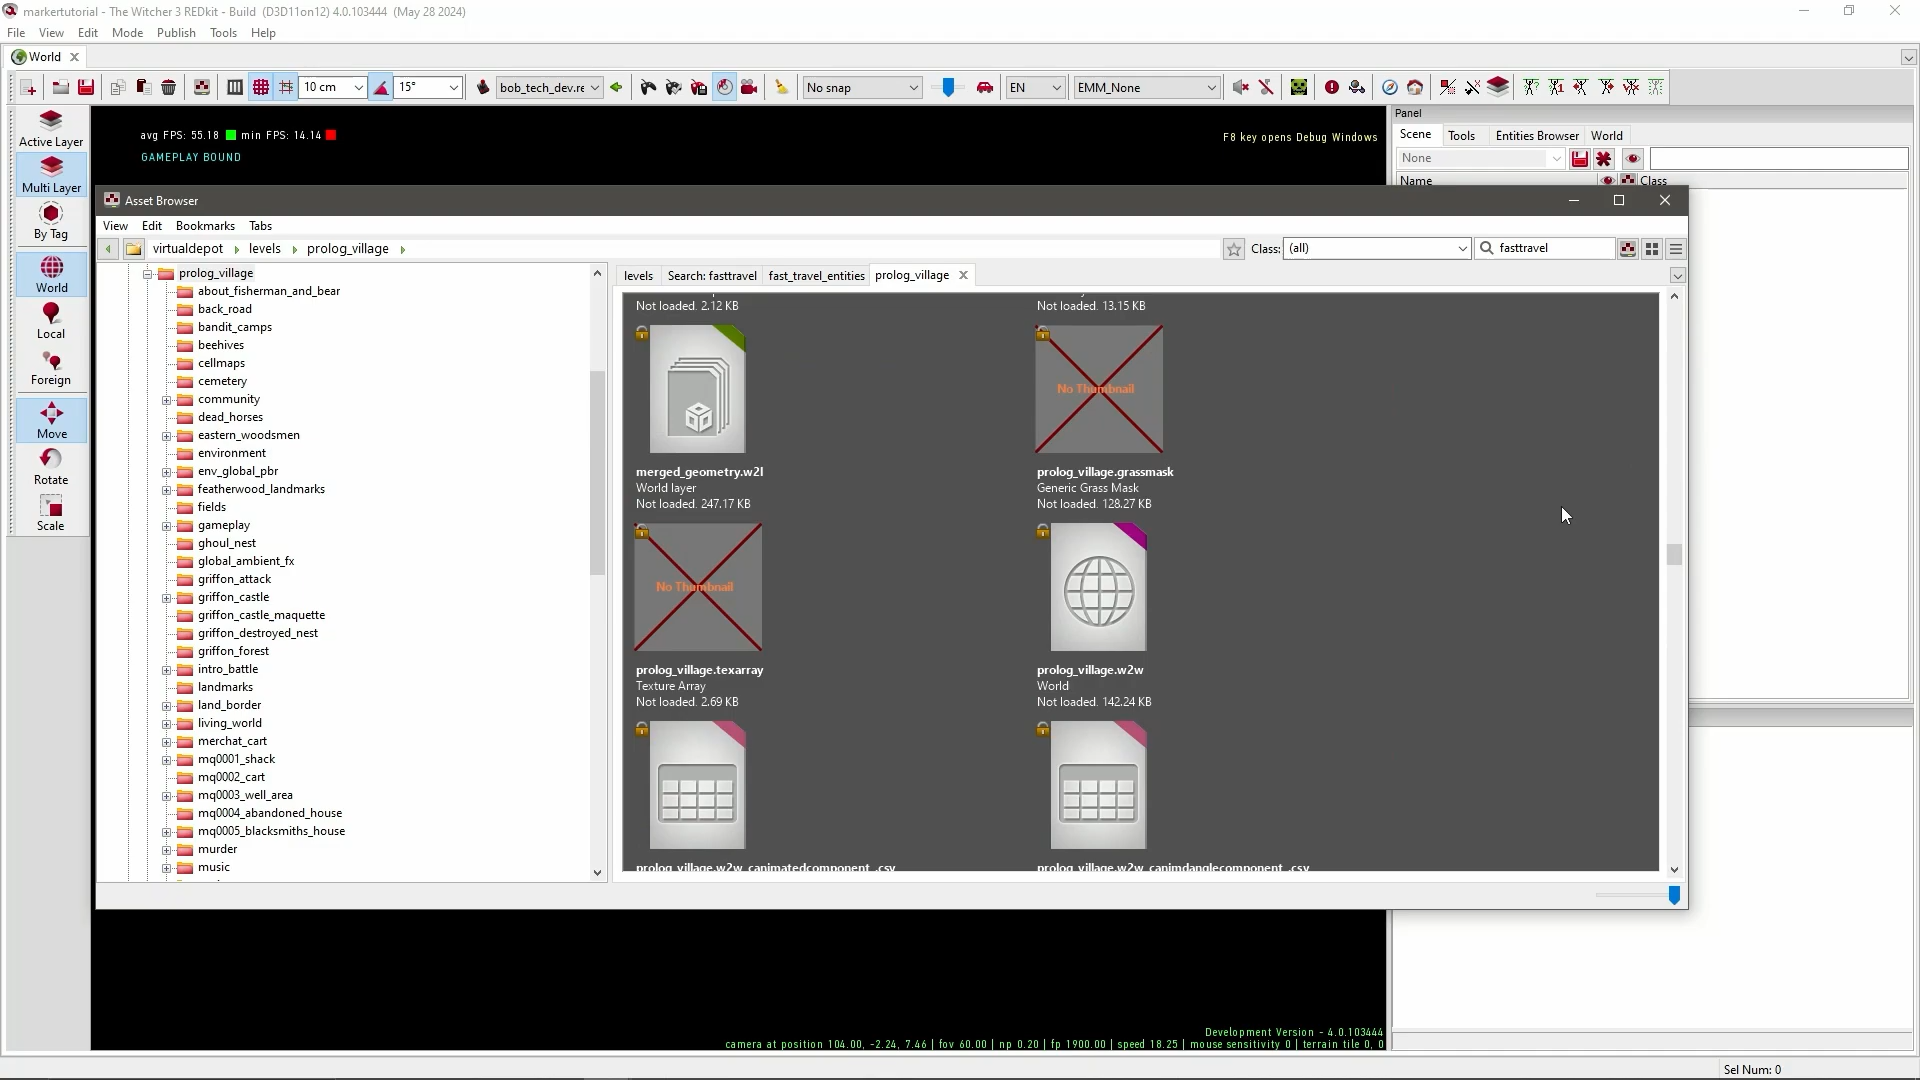 markertutorial - The Witcher 3 REDkit - Build (D3D11on12) 4.0.103444 (May 28 2024)
File View Edit Mode Publish Tools Help
World
10 cm
15°
bob_tech_dev.re
No snap
EN
EMM_None
Active Layer
Multi Layer
By Tag
World
Local
Foreign
Move
Rotate
Scale
avg FPS: 55.18 min FPS: 14.14
GAMEPLAY BOUND
F8 key opens Debug Windows
Panel
Scene Tools Entities Browser World
None
Name Class
Asset Browser
View Edit Bookmarks Tabs
virtualdepot levels prolog_village
Class: (all)
fasttravel
prolog_village
about_fisherman_and_bear
back_road
bandit_camps
beehives
cellmaps
cemetery
community
dead_horses
eastern_woodsmen
environment
env_global_pbr
featherwood_landmarks
fields
gameplay
ghoul_nest
global_ambient_fx
griffon_attack
griffon_castle
griffon_castle_maquette
griffon_destroyed_nest
griffon_forest
intro_battle
landmarks
land_border
living_world
merchat_cart
mq0001_shack
mq0002_cart
mq0003_well_area
mq0004_abandoned_house
mq0005_blacksmiths_house
murder
music
levels Search: fasttravel fast_travel_entities prolog_village
Not loaded. 2.12 KB
Not loaded. 13.15 KB
No Thumbnail
merged_geometry.w2l
World layer
Not loaded. 247.17 KB
prolog_village.grassmask
Generic Grass Mask
Not loaded. 128.27 KB
No Thumbnail
prolog_village.texarray
Texture Array
Not loaded. 2.69 KB
prolog_village.w2w
World
Not loaded. 142.24 KB
prolog_village.w2w_canimatedcomponent_.csv
prolog_village.w2w_canimdanglecomponent_.csv
Development Version - 4.0.103444
camera at position 104.00, -2.24, 7.46 | fov 60.00 | np 0.20 | fp 1900.00 | speed 18.25 | mouse sensitivity 0 | terrain tile 0, 0
Sel Num: 0